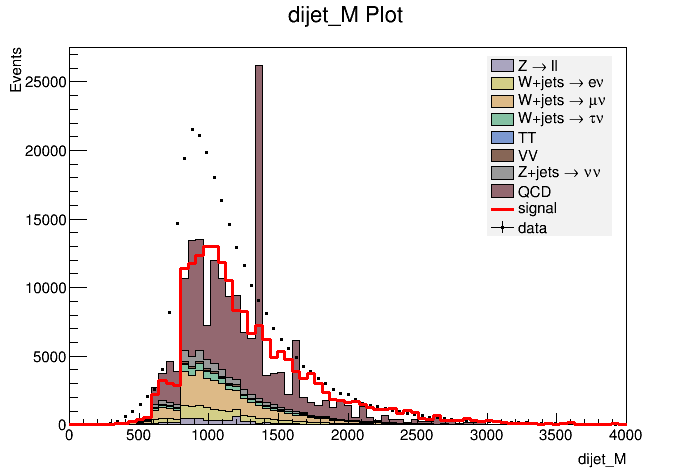 dijet_M Plot
Events
25000
20000
15000
10000
5000
0
0 500 1000 1500 2000 2500 3000 3500 4000
dijet_M
Z → ll
W+jets → eν
W+jets → μν
W+jets → τν
TT
VV
Z+jets → νν
QCD
signal
data